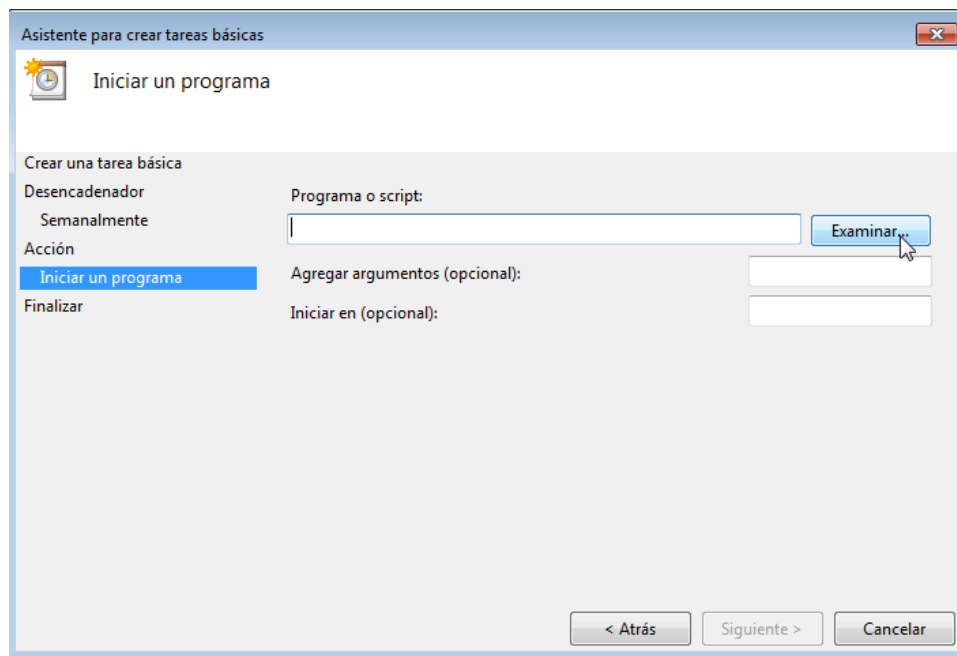 Asistente para crear tareas básicas
Iniciar un programa
Crear una tarea básica
Desencadenador
Semanalmente
Acción
Iniciar un programa
Finalizar
Programa o script:
Examinar...
Agregar argumentos (opcional):
Iniciar en (opcional):
< Atrás
Siguiente >
Cancelar